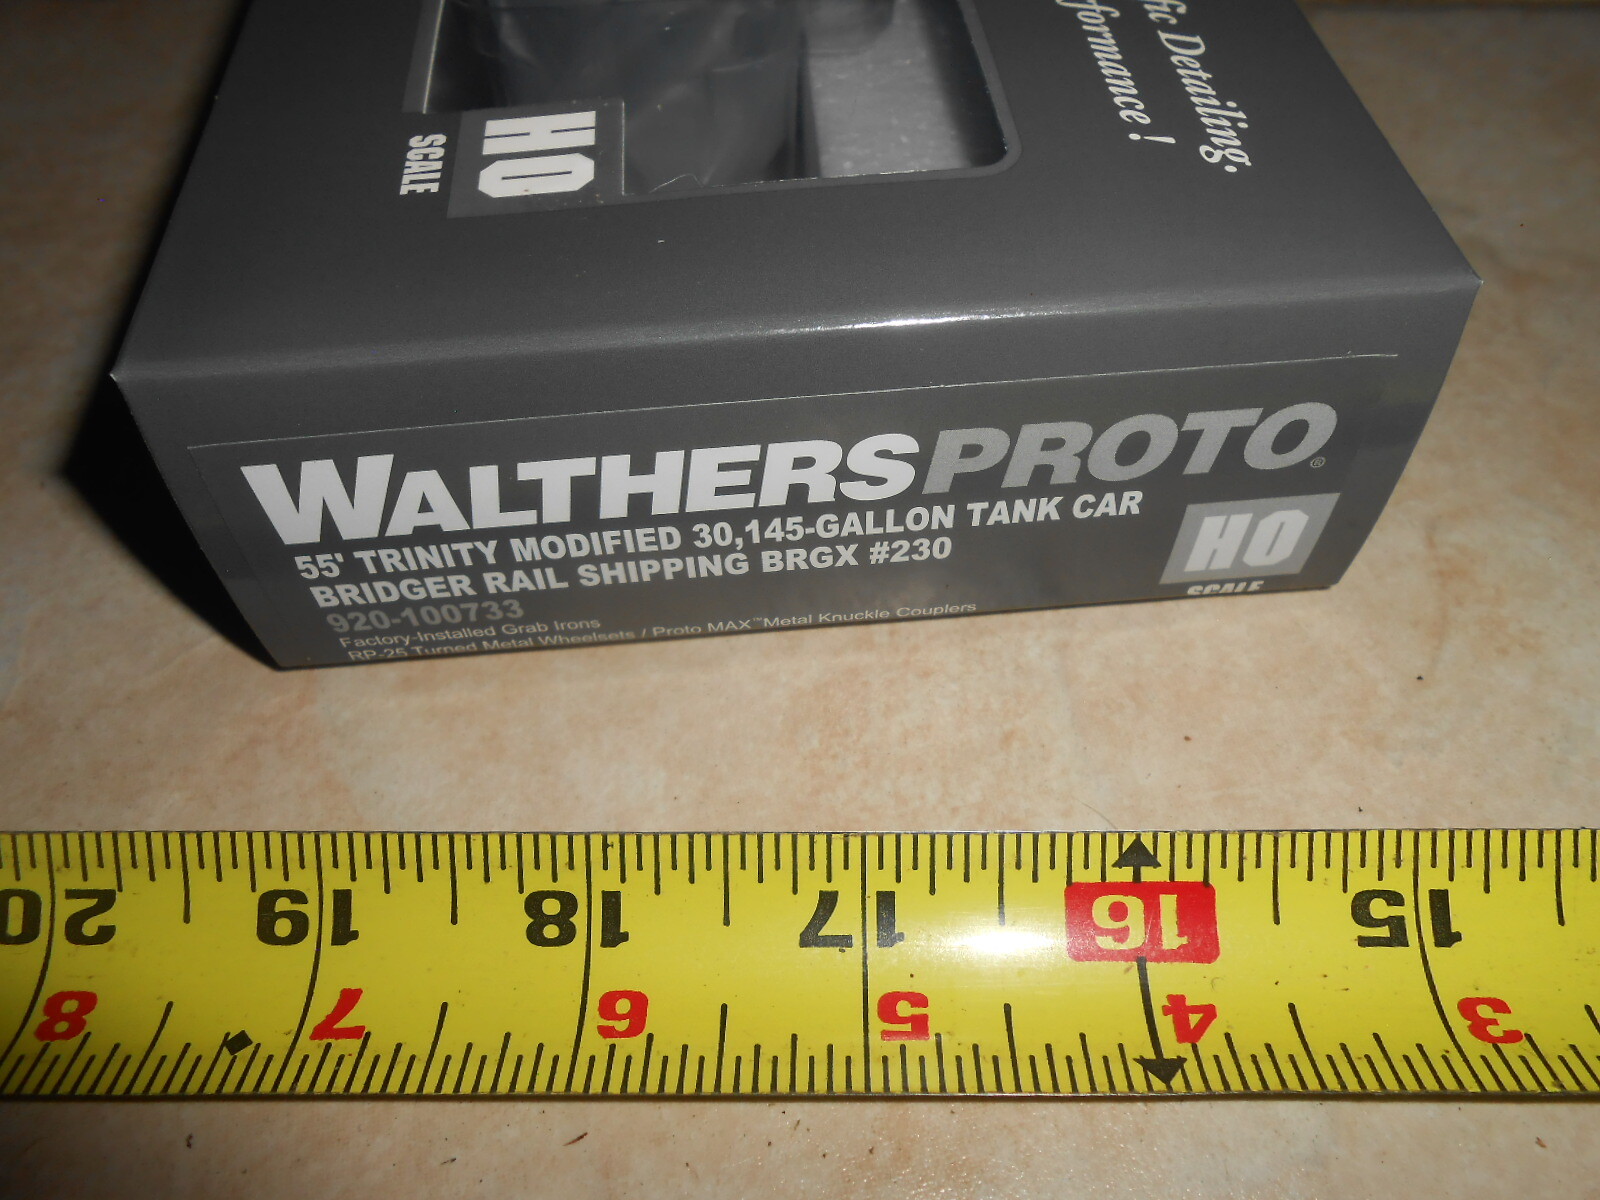 fic Detailing.
formance!
HO
SCALE
WALTHERSPROTO®
55' TRINITY MODIFIED 30,145-GALLON TANK CAR
BRIDGER RAIL SHIPPING BRGX #230
920-100733
Factory-Installed Grab Irons
RP-25 Turned Metal Wheelsets / Proto MAX™ Metal Knuckle Couplers
HO
SCALE
20 19 18 17 16 15
8 7 6 5 4 3